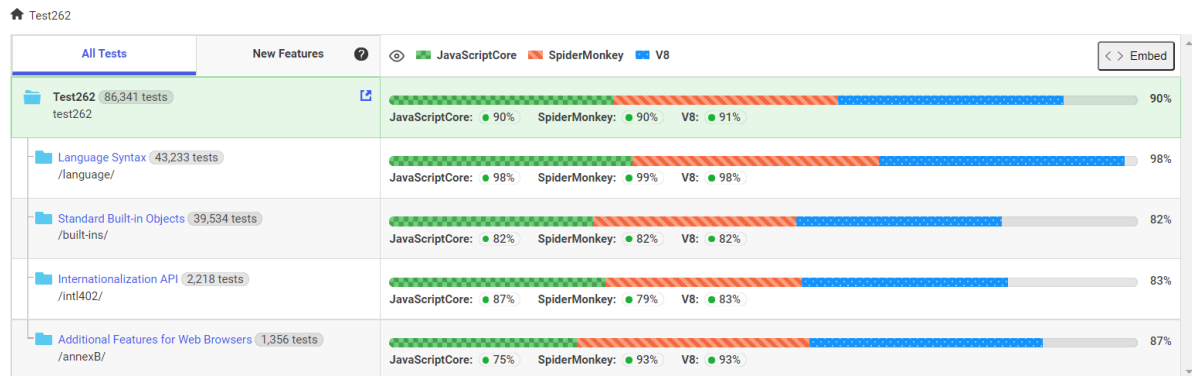 Test262
All Tests New Features ? JavaScriptCore SpiderMonkey V8 < > Embed
Test262 86,341 tests 90%
test262 JavaScriptCore: 90% SpiderMonkey: 90% V8: 91%
Language Syntax 43,233 tests 98%
/language/ JavaScriptCore: 98% SpiderMonkey: 99% V8: 98%
Standard Built-in Objects 39,534 tests 82%
/built-ins/ JavaScriptCore: 82% SpiderMonkey: 82% V8: 82%
Internationalization API 2,218 tests 83%
/intl402/ JavaScriptCore: 87% SpiderMonkey: 79% V8: 83%
Additional Features for Web Browsers 1,356 tests 87%
/annexB/ JavaScriptCore: 75% SpiderMonkey: 93% V8: 93%